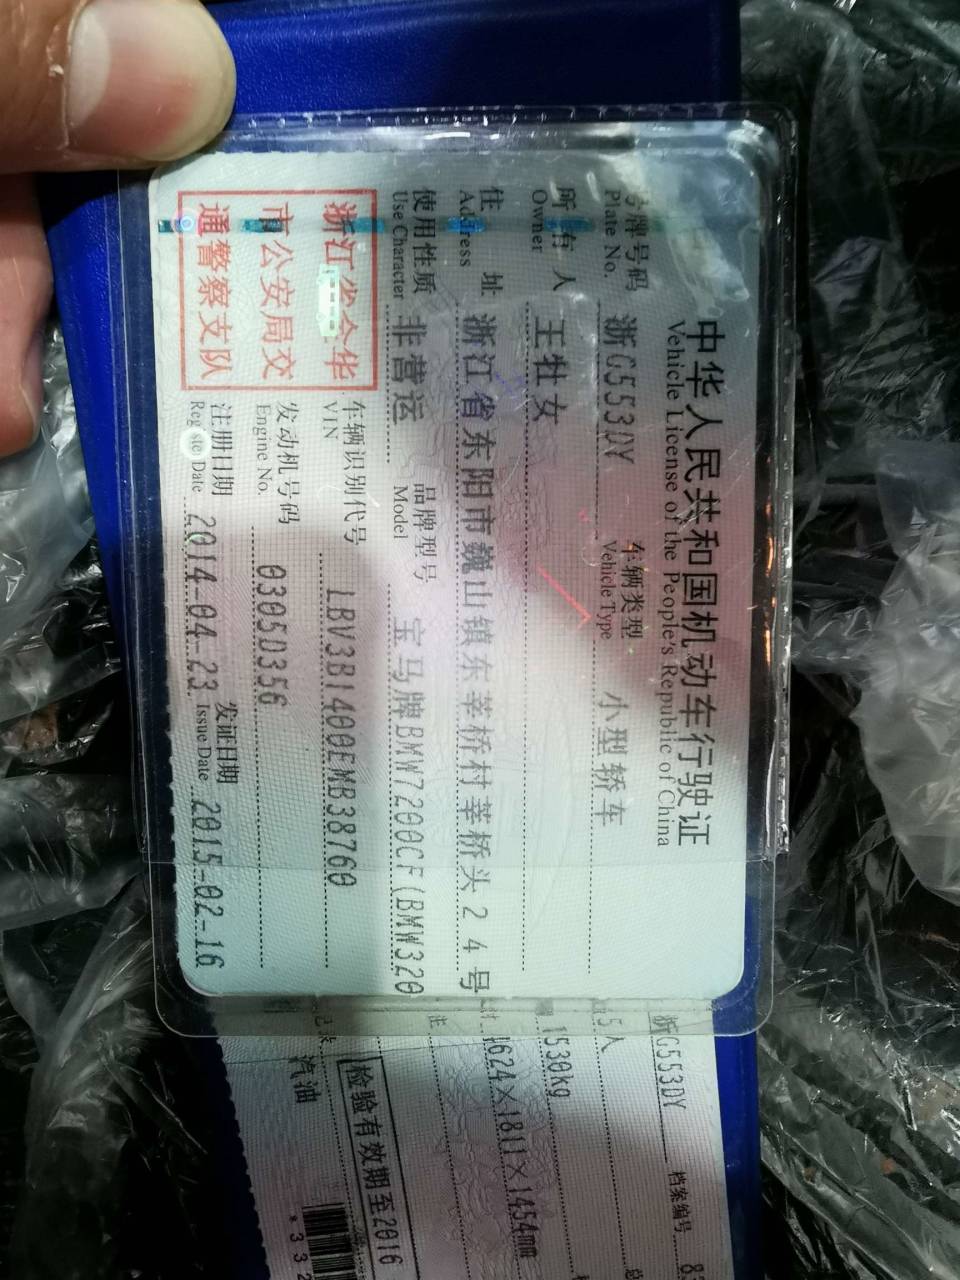 中华人民共和国机动车行驶证
Vehicle License of the People's Republic of China
号牌号码 浙G553DY 车辆类型 小型轿车
Plate No. Vehicle Type
所有人 王牡女
Owner
住址 浙江省东阳市巍山镇东莘桥村莘桥头24号
Address
使用性质 非营运 品牌型号 宝马牌BMW7200CF(BMW320
Use Character Model
浙江省金华
市公安局交
通警察支队
车辆识别代号 LBV3B1400EMB38760
VIN
发动机号码 0305D356
Engine No.
注册日期 2014-04-23 发证日期 2015-02-16
Register Date Issue Date
浙G553DY 档案编号
5人
1530kg
4624×1811×1454mm
检验有效期至2016
汽油